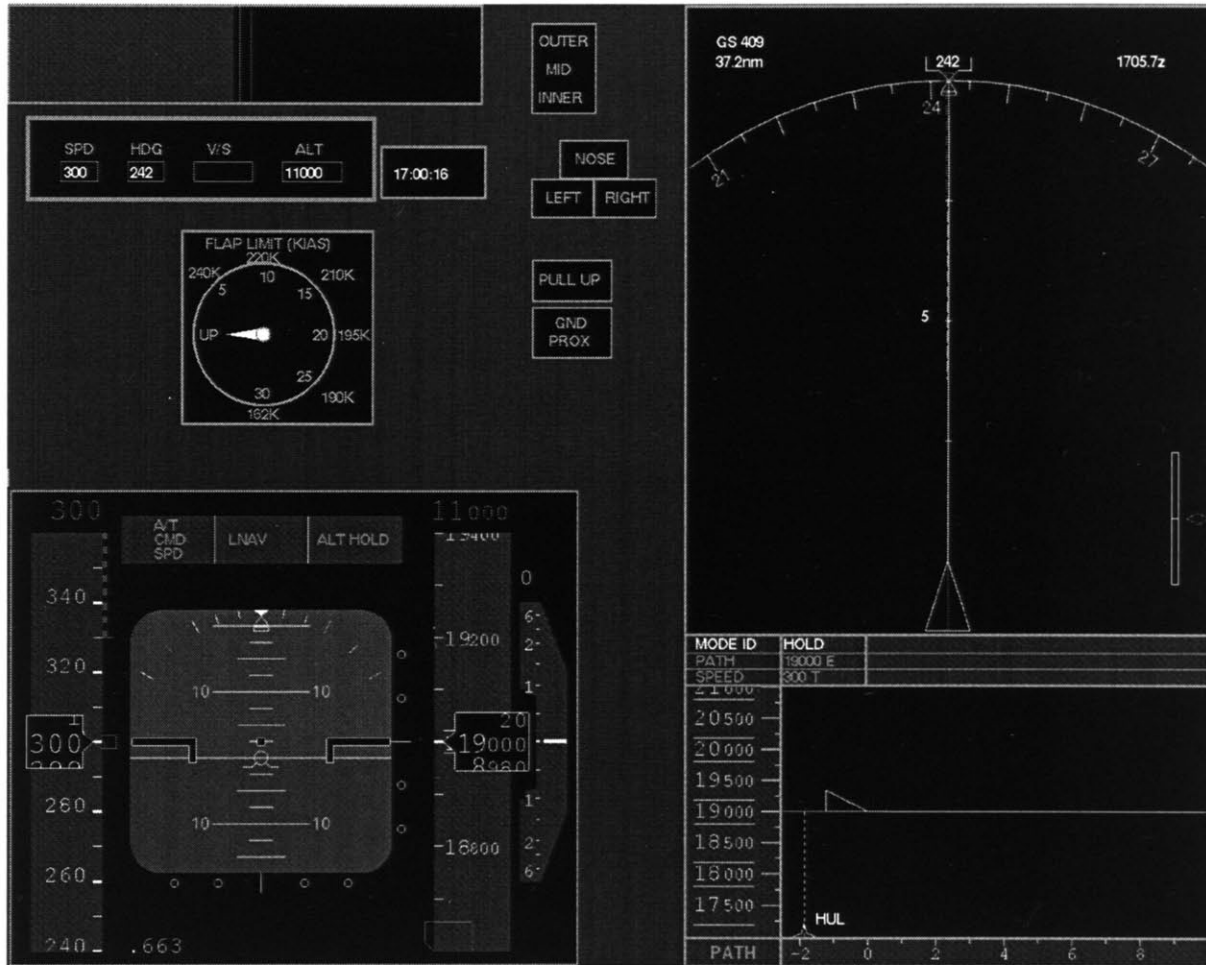 OUTER
MID
INNER
GS 409
37.2nm
242
1705.7z
24
21
27
5
SPD HDG V/S ALT
300 242 11000
17:00:16
NOSE
LEFT RIGHT
PULL UP
GND
PROX
FLAP LIMIT (KIAS)
220K
240K 210K
5 10 15
UP 20 195K
25
30 190K
162K
300 11000
A/T
CMD
SPD
LNAV
ALT HOLD
19400
0
340
6
19200
2
320
1
10 10
20
300 19000
8980
280
1
10 10
2
18800
6
260
240
.663
MODE ID HOLD
PATH 19000 E
SPEED 300 T
21000
20500
20000
19500
19000
18500
18000
17500
HUL
PATH -2 0 2 4 6 8